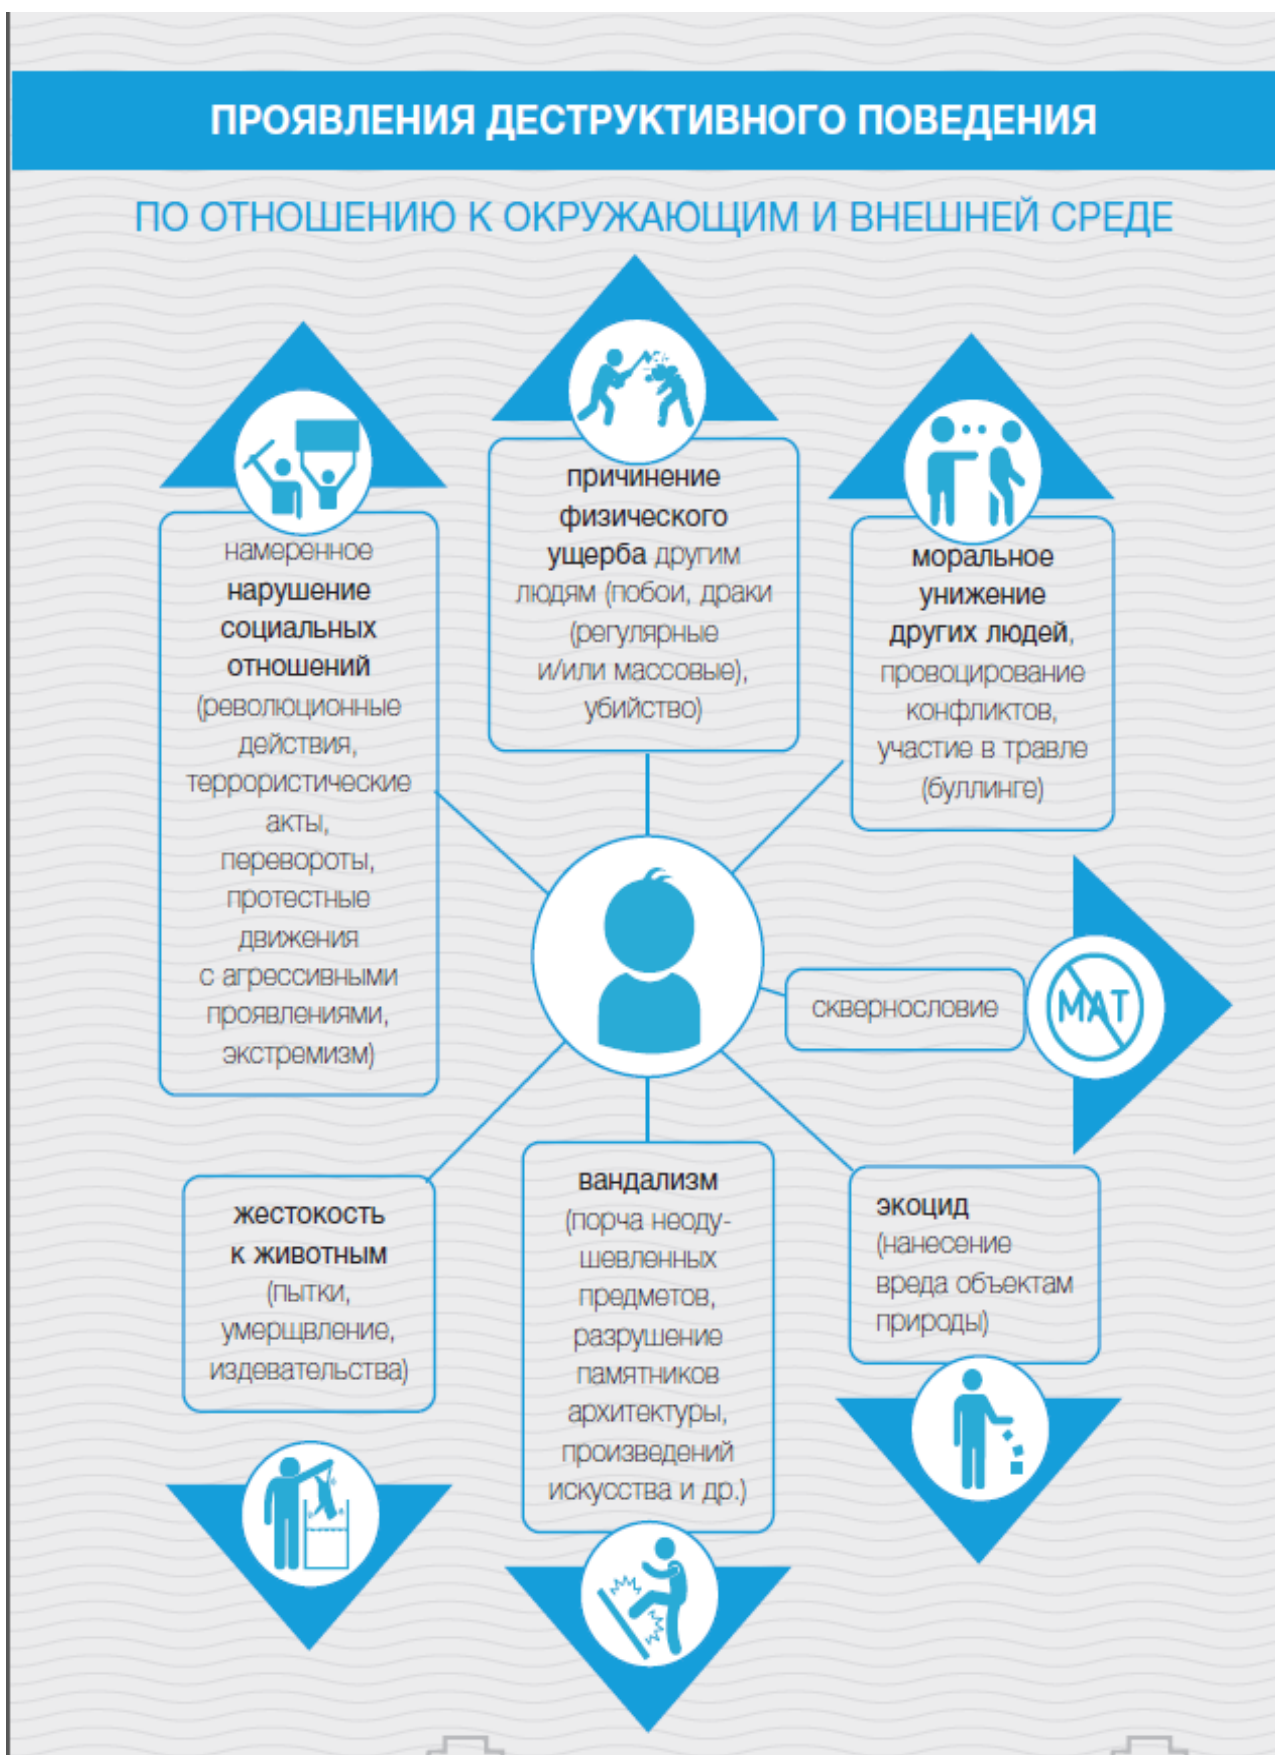 ПРОЯВЛЕНИЯ ДЕСТРУКТИВНОГО ПОВЕДЕНИЯ
ПО ОТНОШЕНИЮ К ОКРУЖАЮЩИМ И ВНЕШНЕЙ СРЕДЕ
намеренное
нарушение
социальных
отношений
(революционные
действия,
террористические
акты,
перевороты,
протестные
движения
с агрессивными
проявлениями,
экстремизм)
причинение
физического
ущерба другим
людям (побои, драки
(регулярные
и/или массовые),
убийство)
моральное
унижение
других людей,
провоцирование
конфликтов,
участие в травле
(буллинге)
сквернословие
МАТ
жестокость
к животным
(пытки,
умерщвление,
издевательства)
вандализм
(порча неоду-
шевленных
предметов,
разрушение
памятников
архитектуры,
произведений
искусства и др.)
экоцид
(нанесение
вреда объектам
природы)